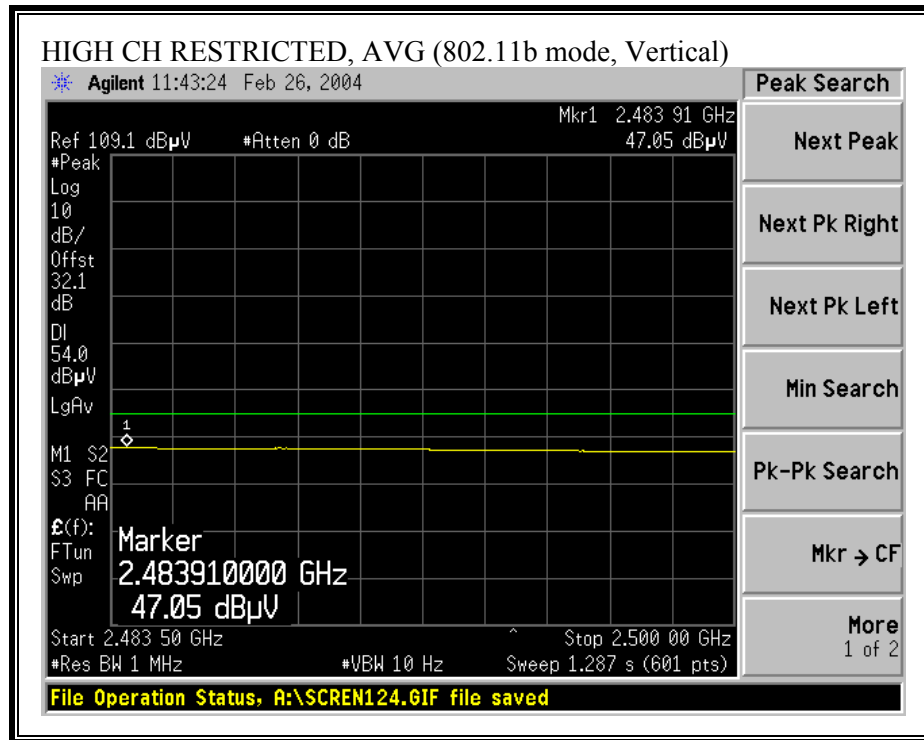 HIGH CH RESTRICTED, AVG (802.11b mode, Vertical)
Agilent 11:43:24 Feb 26, 2004
Peak Search
Mkr1 2.483 91 GHz
Ref 109.1 dBµV #Atten 0 dB 47.05 dBµV
#Peak
Log
10
dB/
Offst
32.1
dB
DI
54.0
dBµV
LgAv
1
M1 S2
S3 FC
AA
£(f):
FTun
Swp
Marker
2.483910000 GHz
47.05 dBµV
Start 2.483 50 GHz ^ Stop 2.500 00 GHz
#Res BW 1 MHz #VBW 10 Hz Sweep 1.287 s (601 pts)
Next Peak
Next Pk Right
Next Pk Left
Min Search
Pk-Pk Search
Mkr → CF
More
1 of 2
File Operation Status, A:\SCREN124.GIF file saved